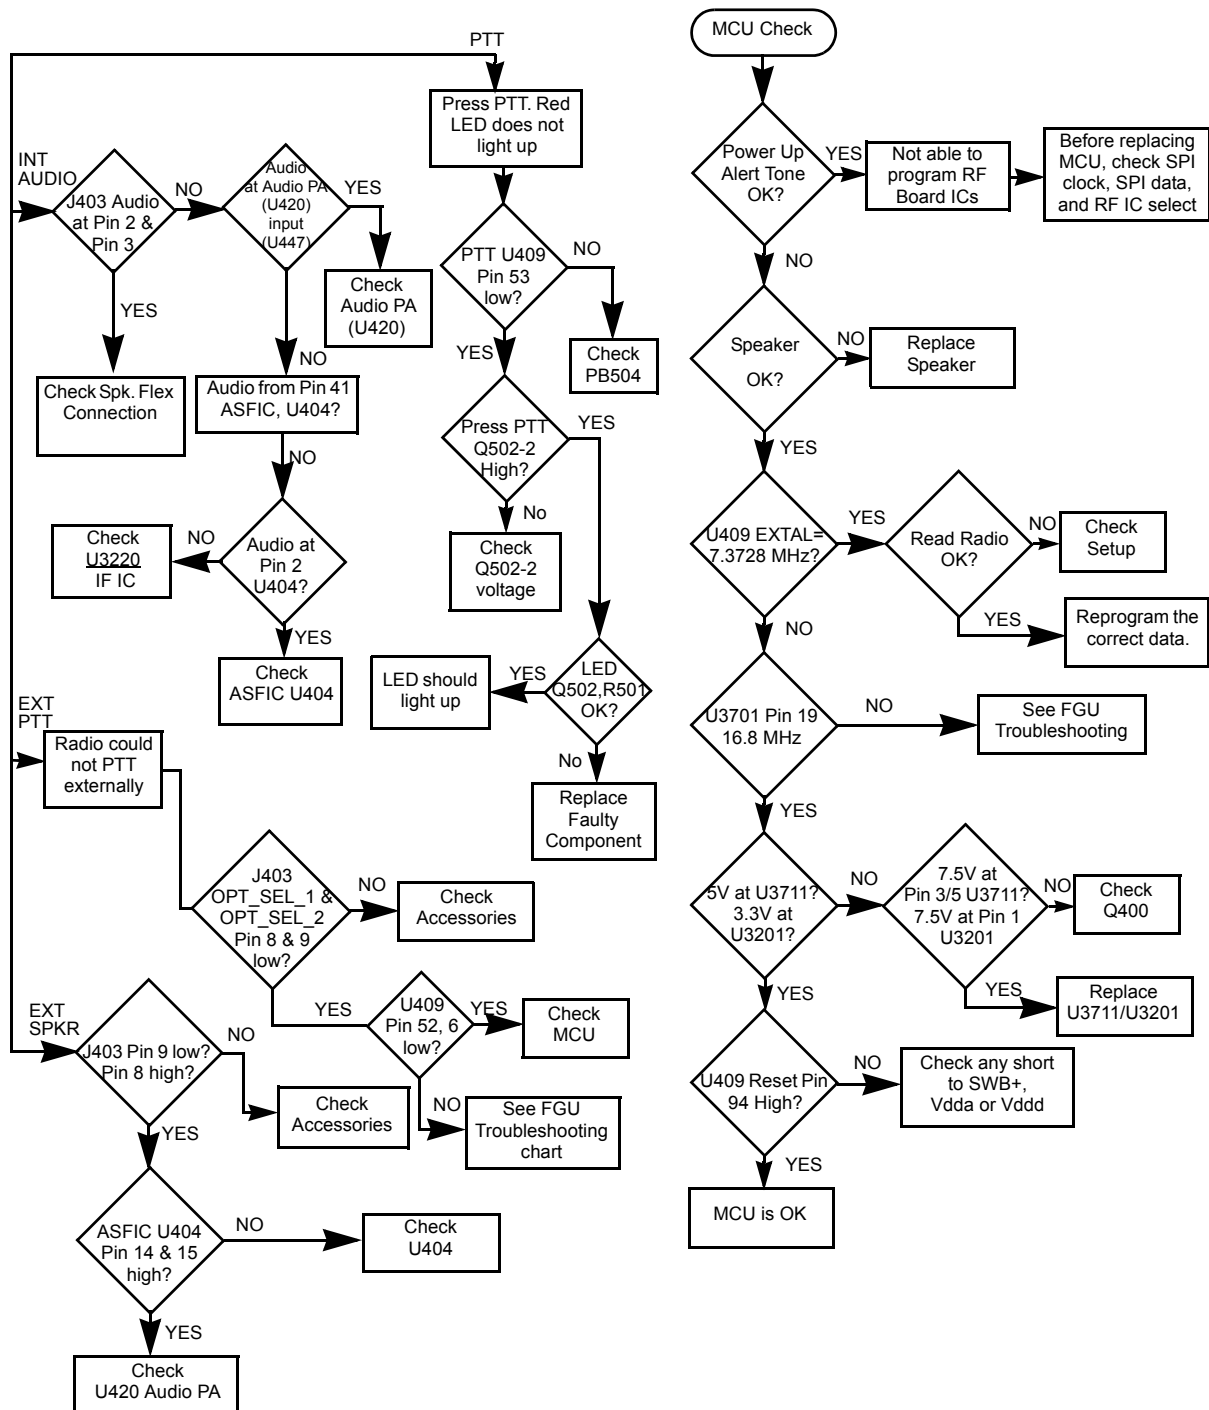 PTT
Press PTT. Red
LED does not
light up
INT
AUDIO
J403 Audio
at Pin 2 &
Pin 3
NO
Audio
at Audio PA
(U420)
input
(U447)
YES
Check
Audio PA
(U420)
YES
Check Spk. Flex
Connection
NO
Audio from Pin 41
ASFIC, U404?
NO
Audio at
Pin 2
U404?
NO
Check
U3220
IF IC
YES
Check
ASFIC U404
PTT U409
Pin 53
low?
NO
Check
PB504
YES
Press PTT
Q502-2
High?
YES
No
Check
Q502-2
voltage
LED
Q502,R501
OK?
YES
LED should
light up
No
Replace
Faulty
Component
EXT
PTT
Radio could
not PTT
externally
J403
OPT_SEL_1 &
OPT_SEL_2
Pin 8 & 9
low?
NO
Check
Accessories
YES
U409
Pin 52, 6
low?
YES
Check
MCU
NO
See FGU
Troubleshooting
chart
EXT
SPKR
J403 Pin 9 low?
Pin 8 high?
NO
Check
Accessories
YES
ASFIC U404
Pin 14 & 15
high?
NO
Check
U404
YES
Check
U420 Audio PA
MCU Check
Power Up
Alert Tone
OK?
YES
Not able to
program RF
Board ICs
Before replacing
MCU, check SPI
clock, SPI data,
and RF IC select
NO
Speaker
OK?
NO
Replace
Speaker
YES
U409 EXTAL=
7.3728 MHz?
YES
Read Radio
OK?
NO
Check
Setup
YES
Reprogram the
correct data.
NO
U3701 Pin 19
16.8 MHz
NO
See FGU
Troubleshooting
YES
5V at U3711?
3.3V at
U3201?
NO
7.5V at
Pin 3/5 U3711?
7.5V at Pin 1
U3201
NO
Check
Q400
YES
Replace
U3711/U3201
YES
U409 Reset Pin
94 High?
NO
Check any short
to SWB+,
Vdda or Vddd
YES
MCU is OK